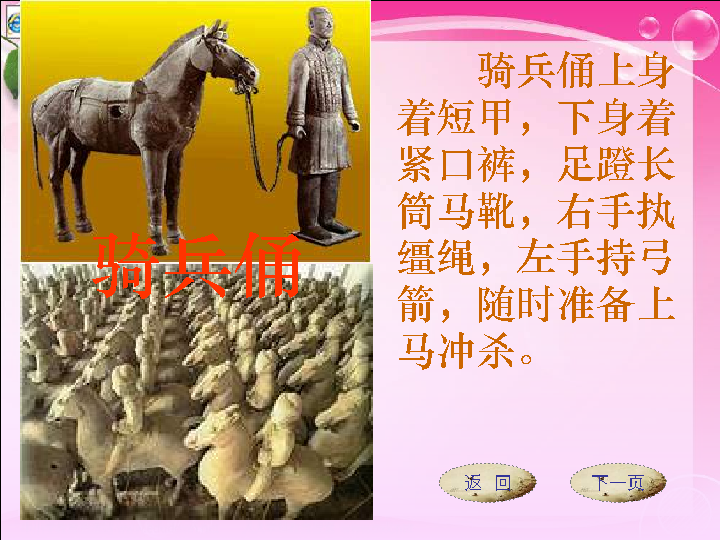 骑兵俑上身
着短甲，下身着
紧口裤，足蹬长
筒马靴，右手执
缰绳，左手持弓
箭，随时准备上
马冲杀。
骑兵俑
返 回
下一页